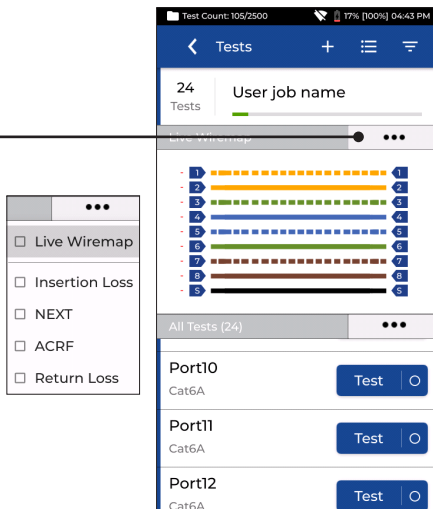 Test Count: 105/2500 17% [100%] 04:43 PM
Tests
24 Tests
User job name
Live Wiremap
1 1
2 2
3 3
4 4
5 5
6 6
7 7
8 8
S S
Live Wiremap
Insertion Loss
NEXT
ACRF
Return Loss
All Tests (24)
Port10
Cat6A
Test
Port11
Cat6A
Test
Port12
Cat6A
Test